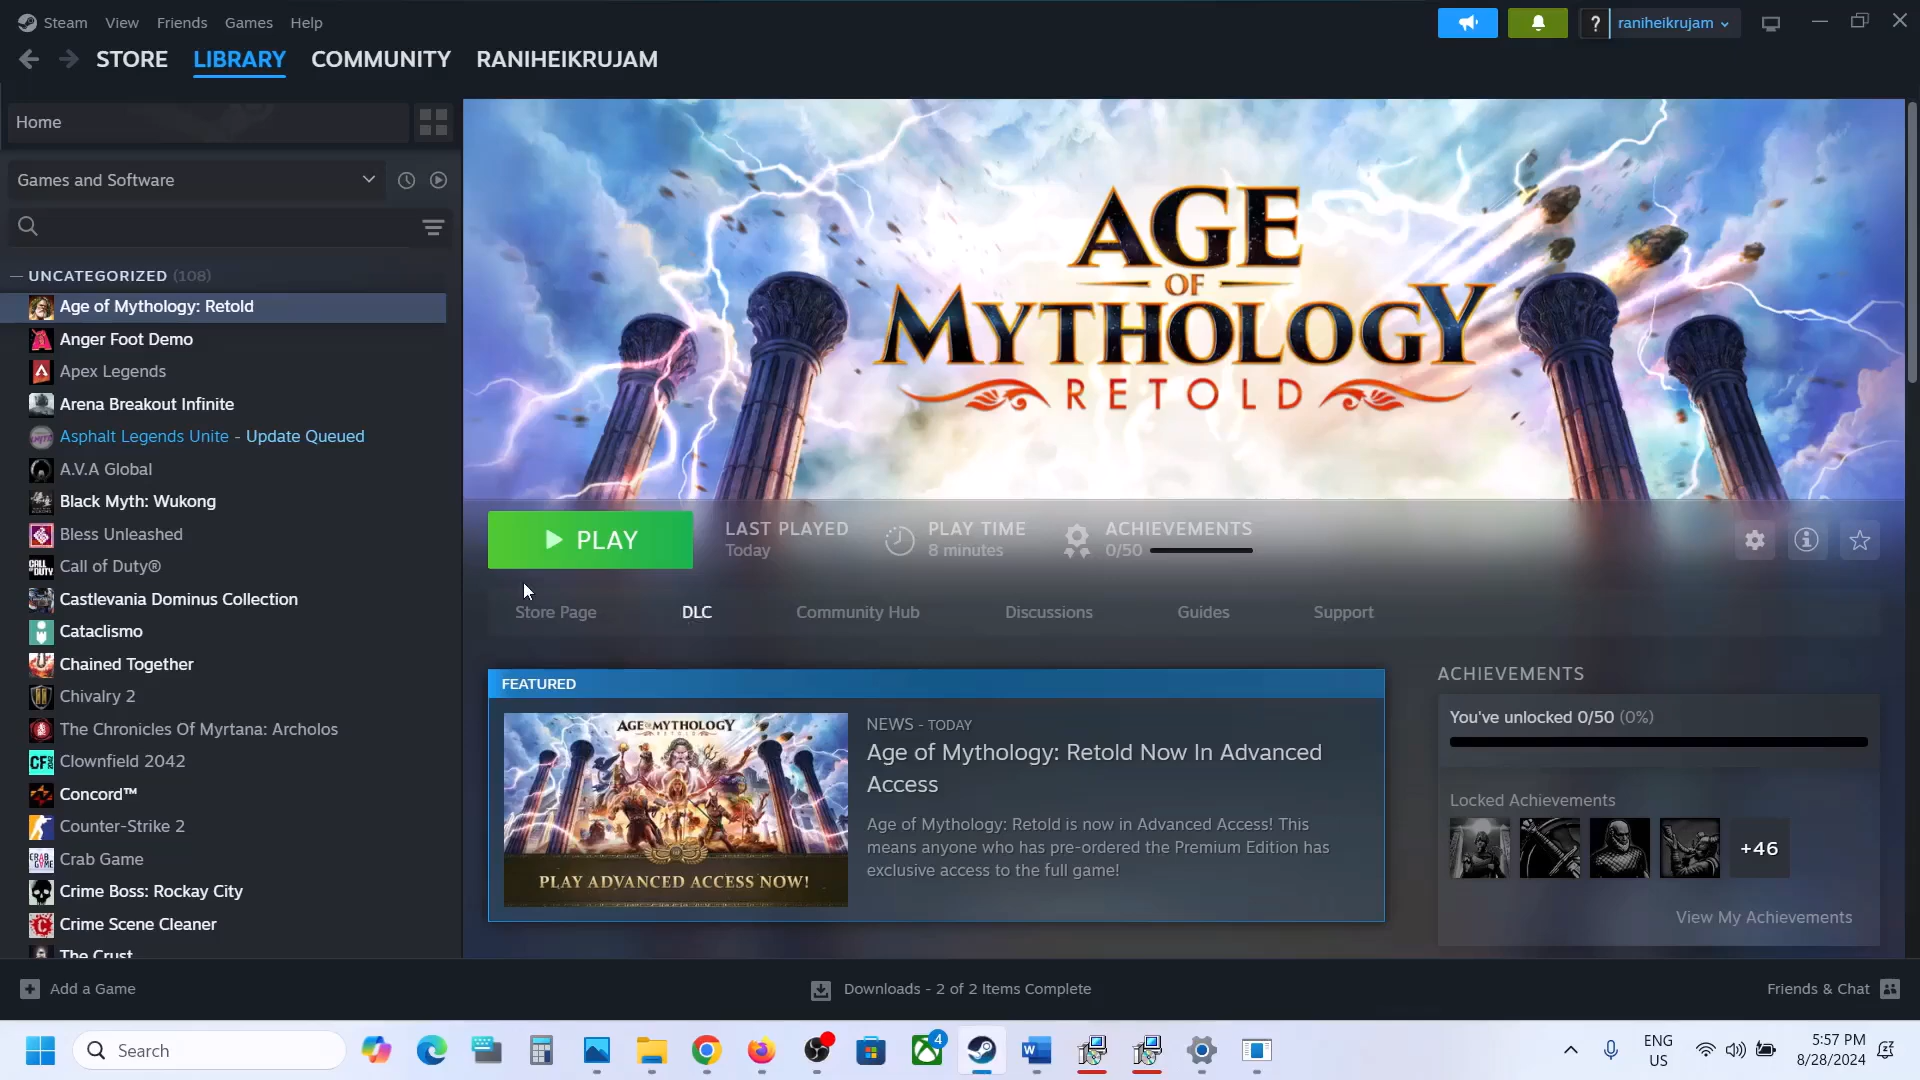 Steam View Friends Games Help
? raniheikrujam
STORE LIBRARY COMMUNITY RANIHEIKRUJAM
Home
Games and Software
UNCATEGORIZED (108)
Age of Mythology: Retold
Anger Foot Demo
Apex Legends
Arena Breakout Infinite
Asphalt Legends Unite - Update Queued
A.V.A Global
Black Myth: Wukong
Bless Unleashed
Call of Duty®
Castlevania Dominus Collection
Cataclismo
Chained Together
Chivalry 2
The Chronicles Of Myrtana: Archolos
Clownfield 2042
Concord™
Counter-Strike 2
Crab Game
Crime Boss: Rockay City
Crime Scene Cleaner
The Crust
AGE
OF
MYTHOLOGY
RETOLD
PLAY
LAST PLAYED
Today
PLAY TIME
8 minutes
ACHIEVEMENTS
0/50
Store Page DLC Community Hub Discussions Guides Support
FEATURED
AGE OF MYTHOLOGY
RETOLD
PLAY ADVANCED ACCESS NOW!
NEWS - TODAY
Age of Mythology: Retold Now In Advanced
Access
Age of Mythology: Retold is now in Advanced Access! This
means anyone who has pre-ordered the Premium Edition has
exclusive access to the full game!
ACHIEVEMENTS
You've unlocked 0/50 (0%)
Locked Achievements
+46
View My Achievements
Add a Game
Downloads - 2 of 2 Items Complete
Friends & Chat
Search
4
ENG
US
5:57 PM
8/28/2024